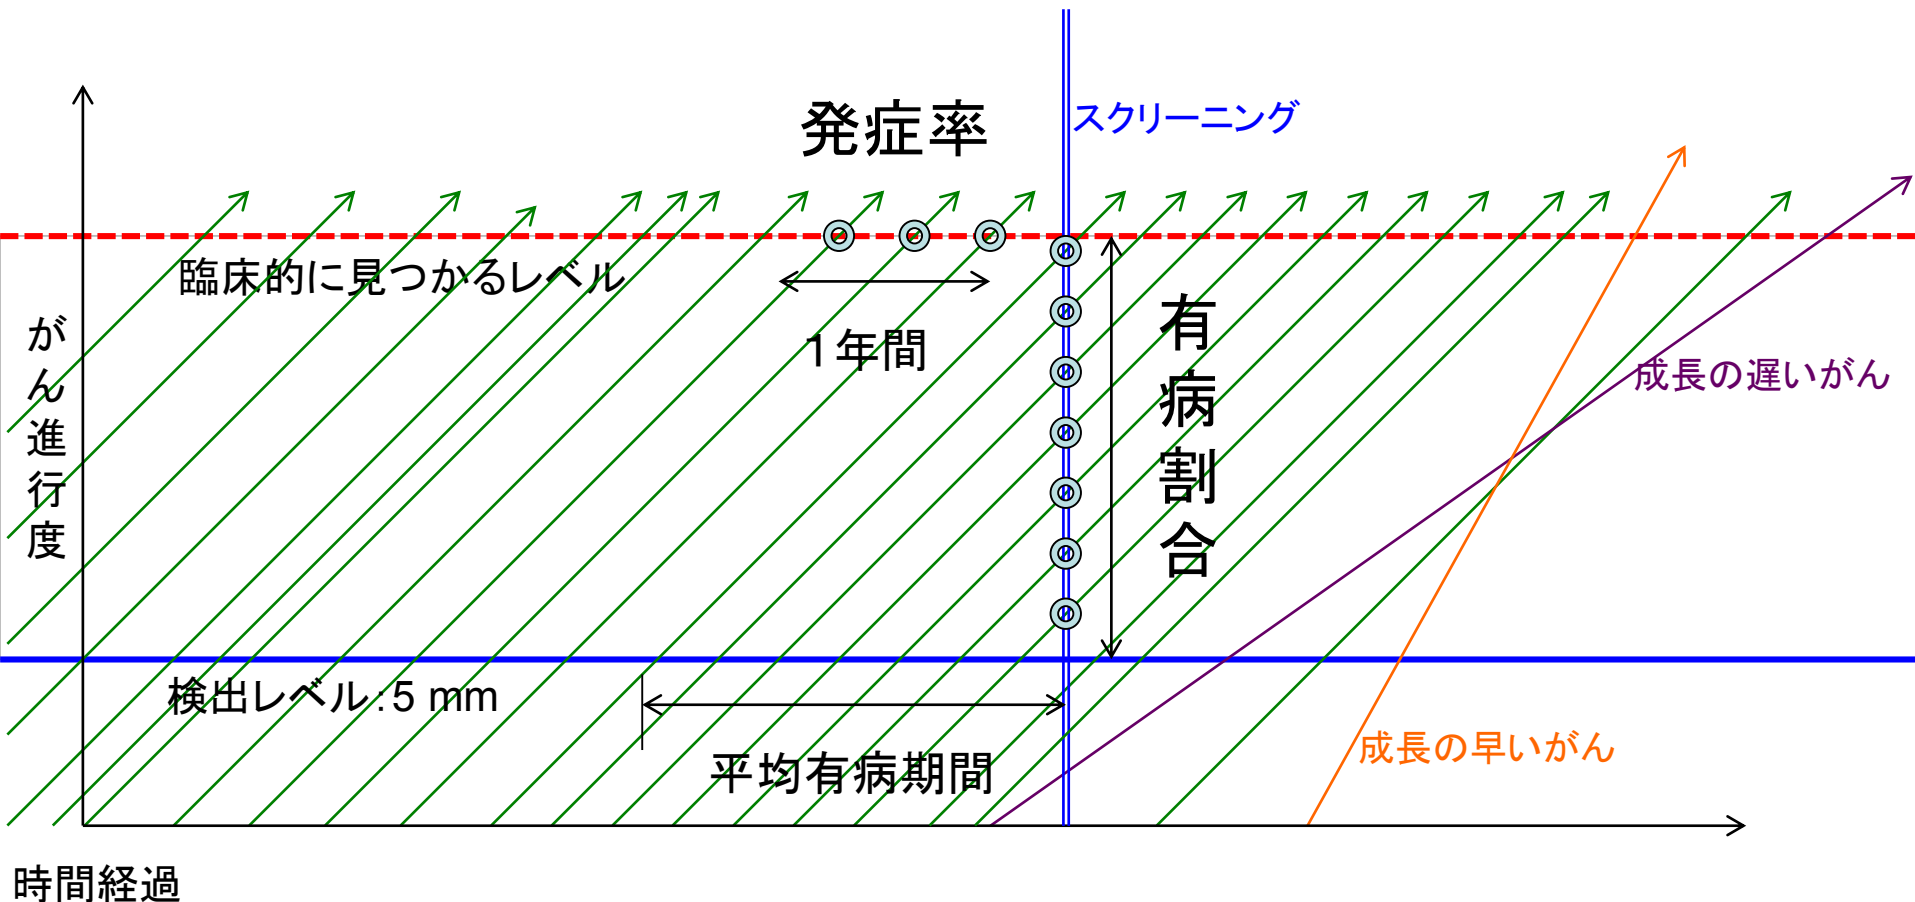 発症率
スクリーニング
臨床的に見つかるレベル
1年間
がん進行度
有病割合
成長の遅いがん
検出レベル:5 mm
平均有病期間
成長の早いがん
時間経過